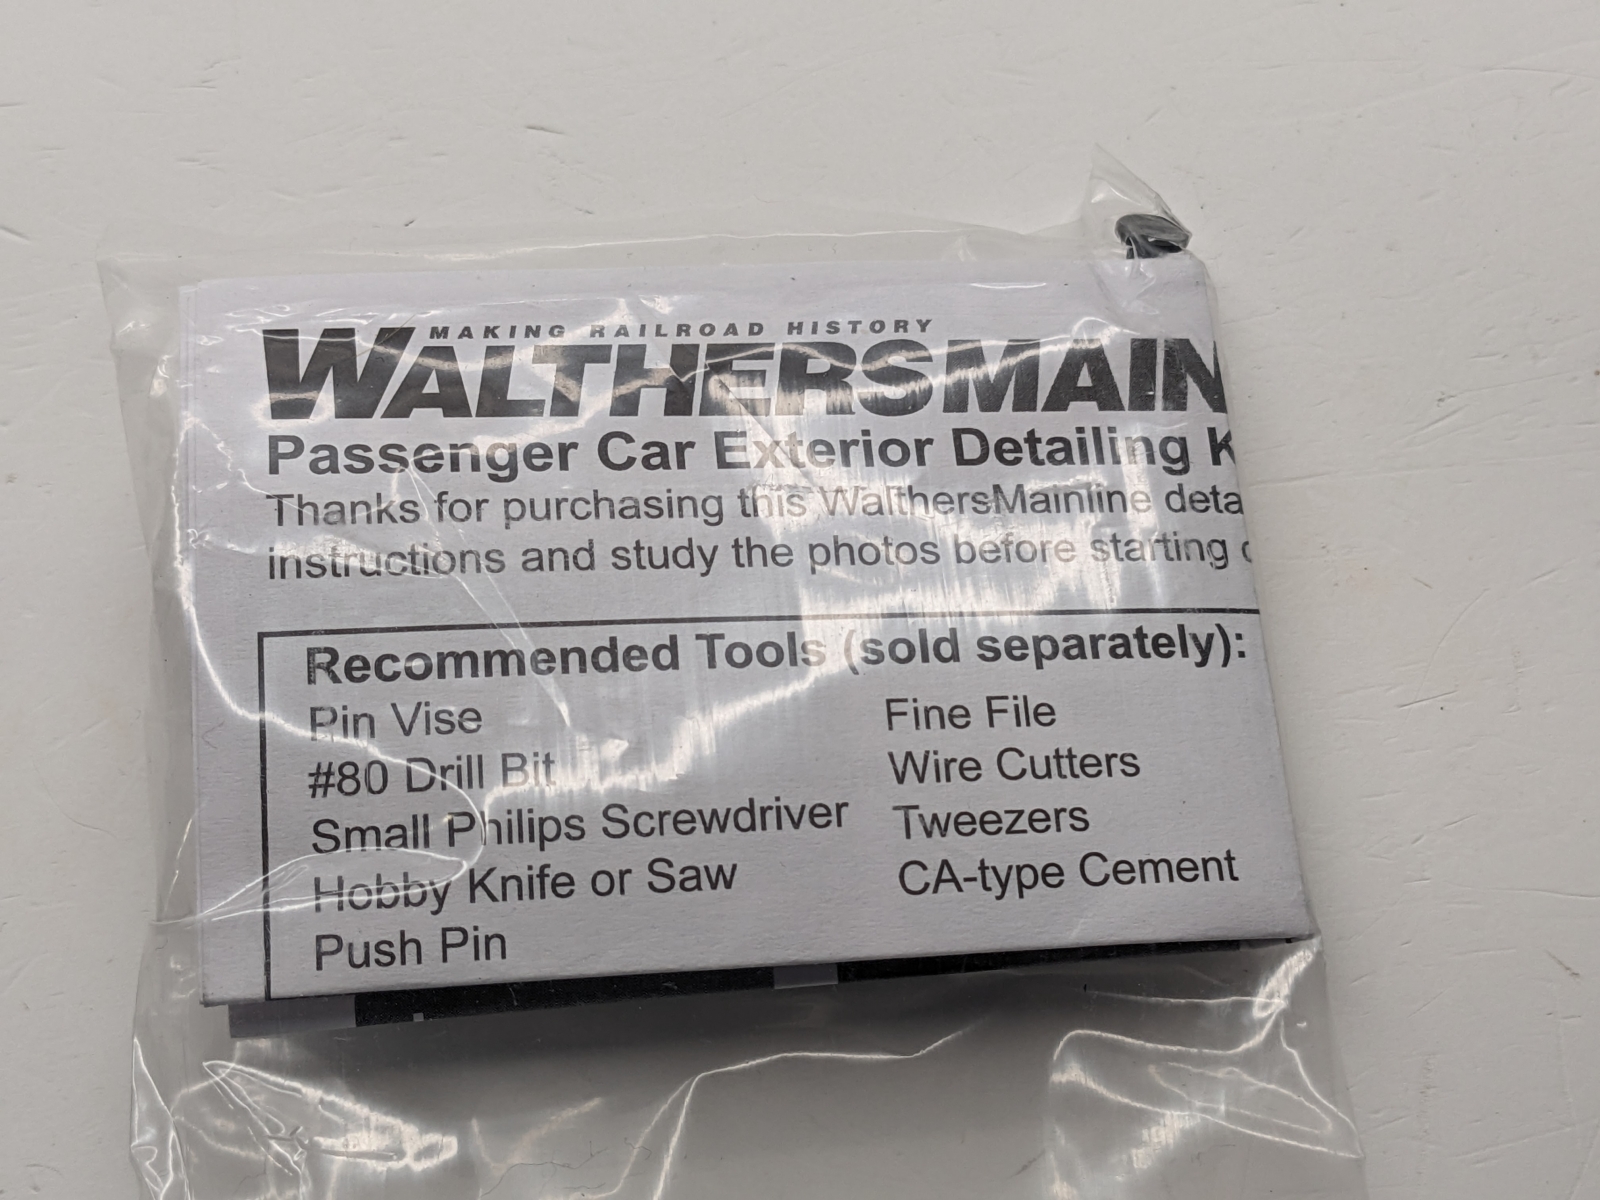 MAKING RAILROAD HISTORY
WALTHERSMAIN
Passenger Car Exterior Detailing K
Thanks for purchasing this WalthersMainline deta
instructions and study the photos before starting
Recommended Tools (sold separately):
Pin Vise
#80 Drill Bit
Small Philips Screwdriver
Hobby Knife or Saw
Push Pin
Fine File
Wire Cutters
Tweezers
CA-type Cement